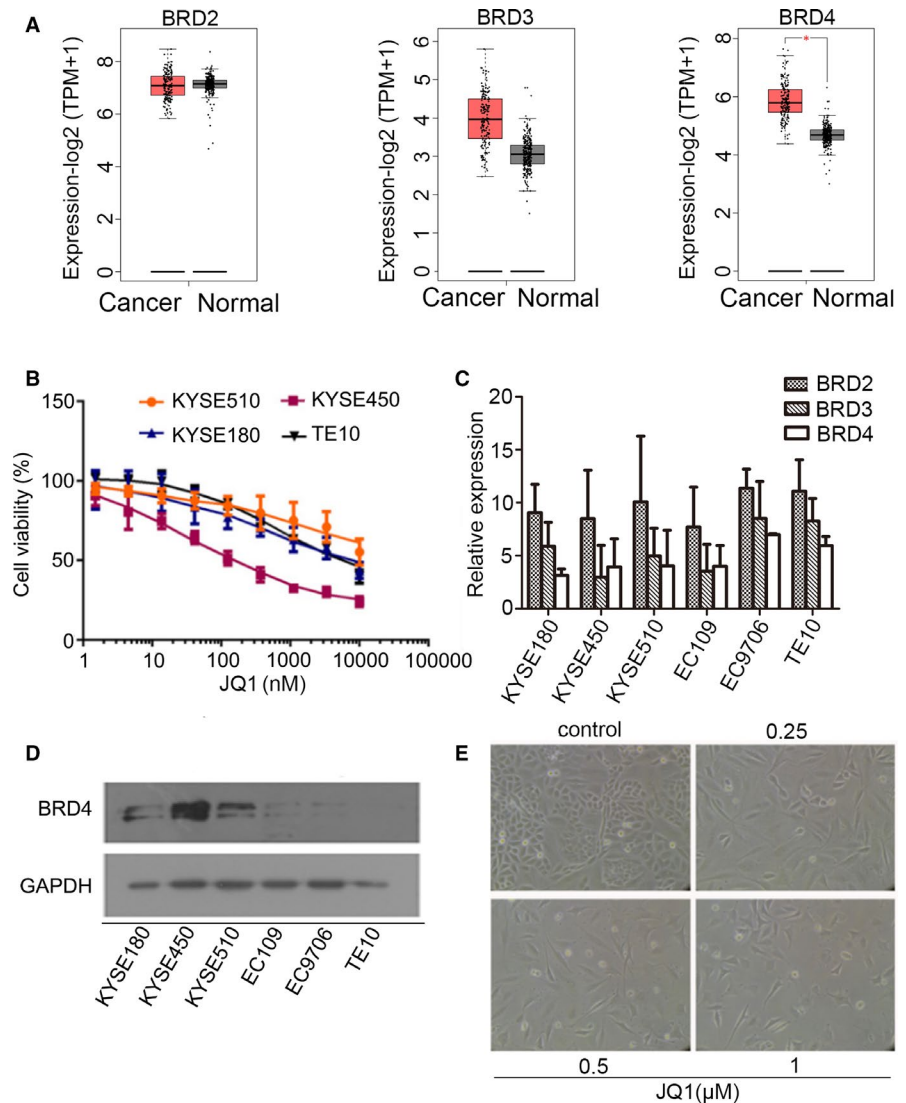 A
BRD2
BRD3
BRD4
Expression-log2 (TPM+1)
8
6
4
2
0
Cancer Normal
Expression-log2 (TPM+1)
6
5
4
3
2
1
0
Cancer Normal
Expression-log2 (TPM+1)
8
6
4
2
0
*
Cancer Normal
B
KYSE510
KYSE450
KYSE180
TE10
Cell viability (%)
150
100
50
0
1 10 100 1000 10000 100000
JQ1 (nM)
C
BRD2
BRD3
BRD4
Relative expression
20
15
10
5
0
KYSE180
KYSE450
KYSE510
EC109
EC9706
TE10
D
BRD4
GAPDH
KYSE180
KYSE450
KYSE510
EC109
EC9706
TE10
E
control 0.25
0.5 1
JQ1(μM)